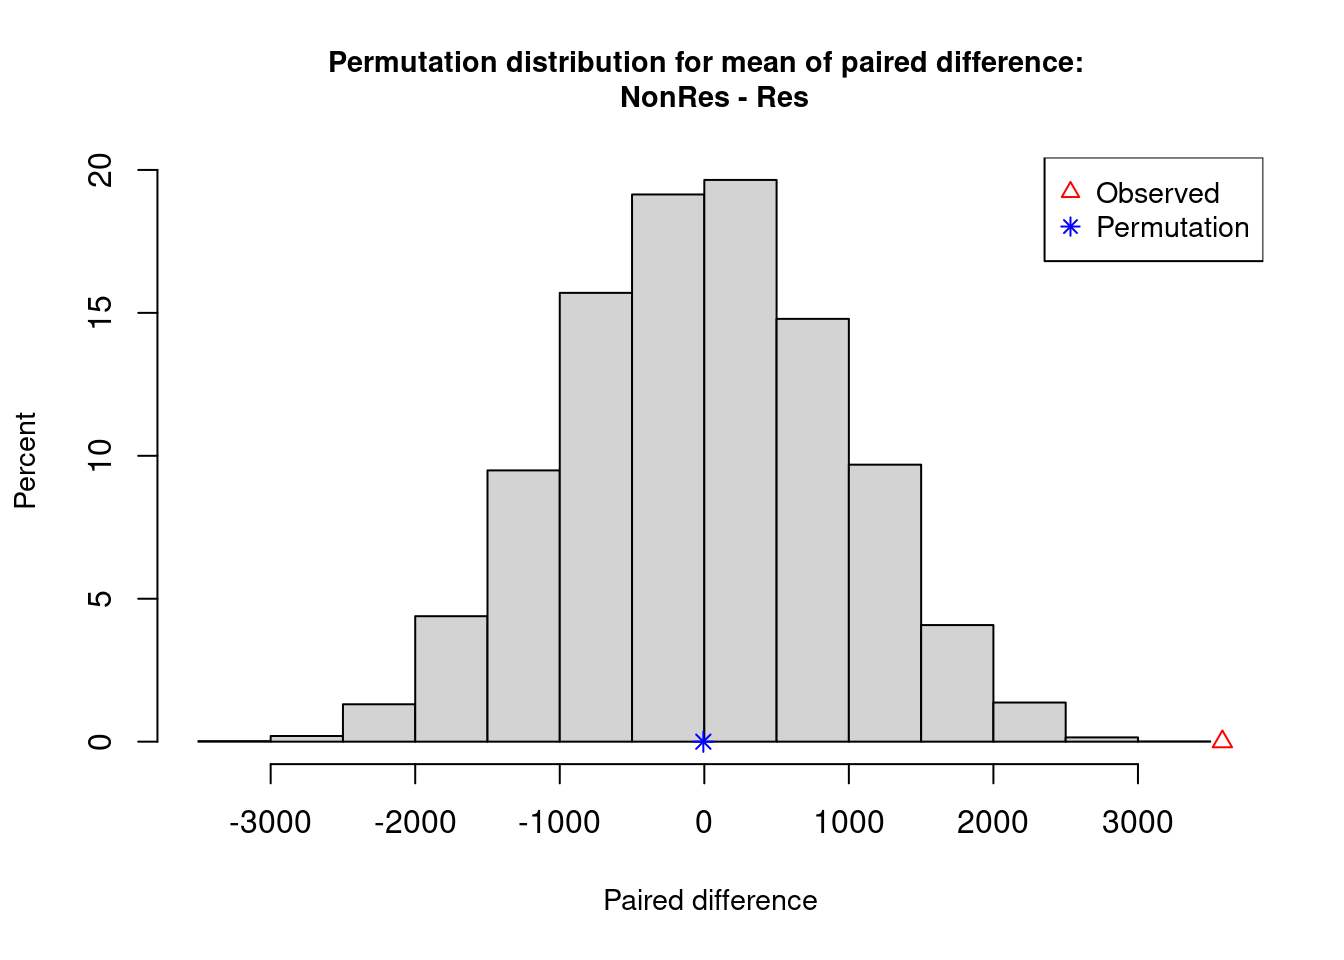 Permutation distribution for mean of paired difference:
NonRes - Res
Observed
Permutation
Percent
20
15
10
5
0
-3000 -2000 -1000 0 1000 2000 3000
Paired difference